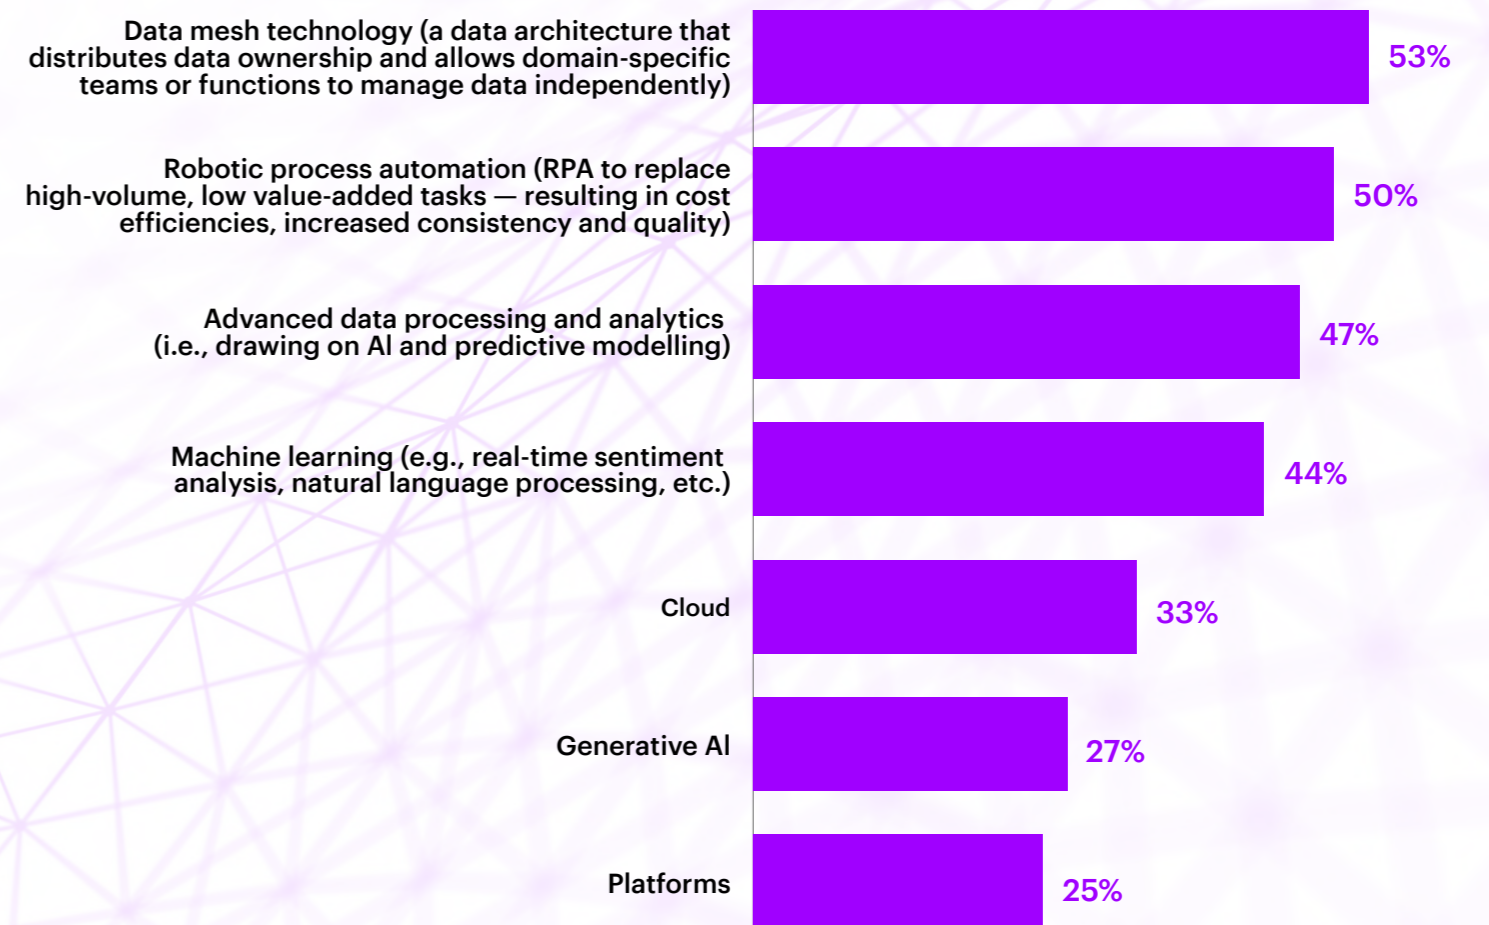 Data mesh technology (a data architecture that
distributes data ownership and allows domain-specific
teams or functions to manage data independently)
53%
Robotic process automation (RPA to replace
high-volume, low value-added tasks — resulting in cost
efficiencies, increased consistency and quality)
50%
Advanced data processing and analytics
(i.e., drawing on AI and predictive modelling)
47%
Machine learning (e.g., real-time sentiment
analysis, natural language processing, etc.)
44%
Cloud
33%
Generative AI
27%
Platforms
25%